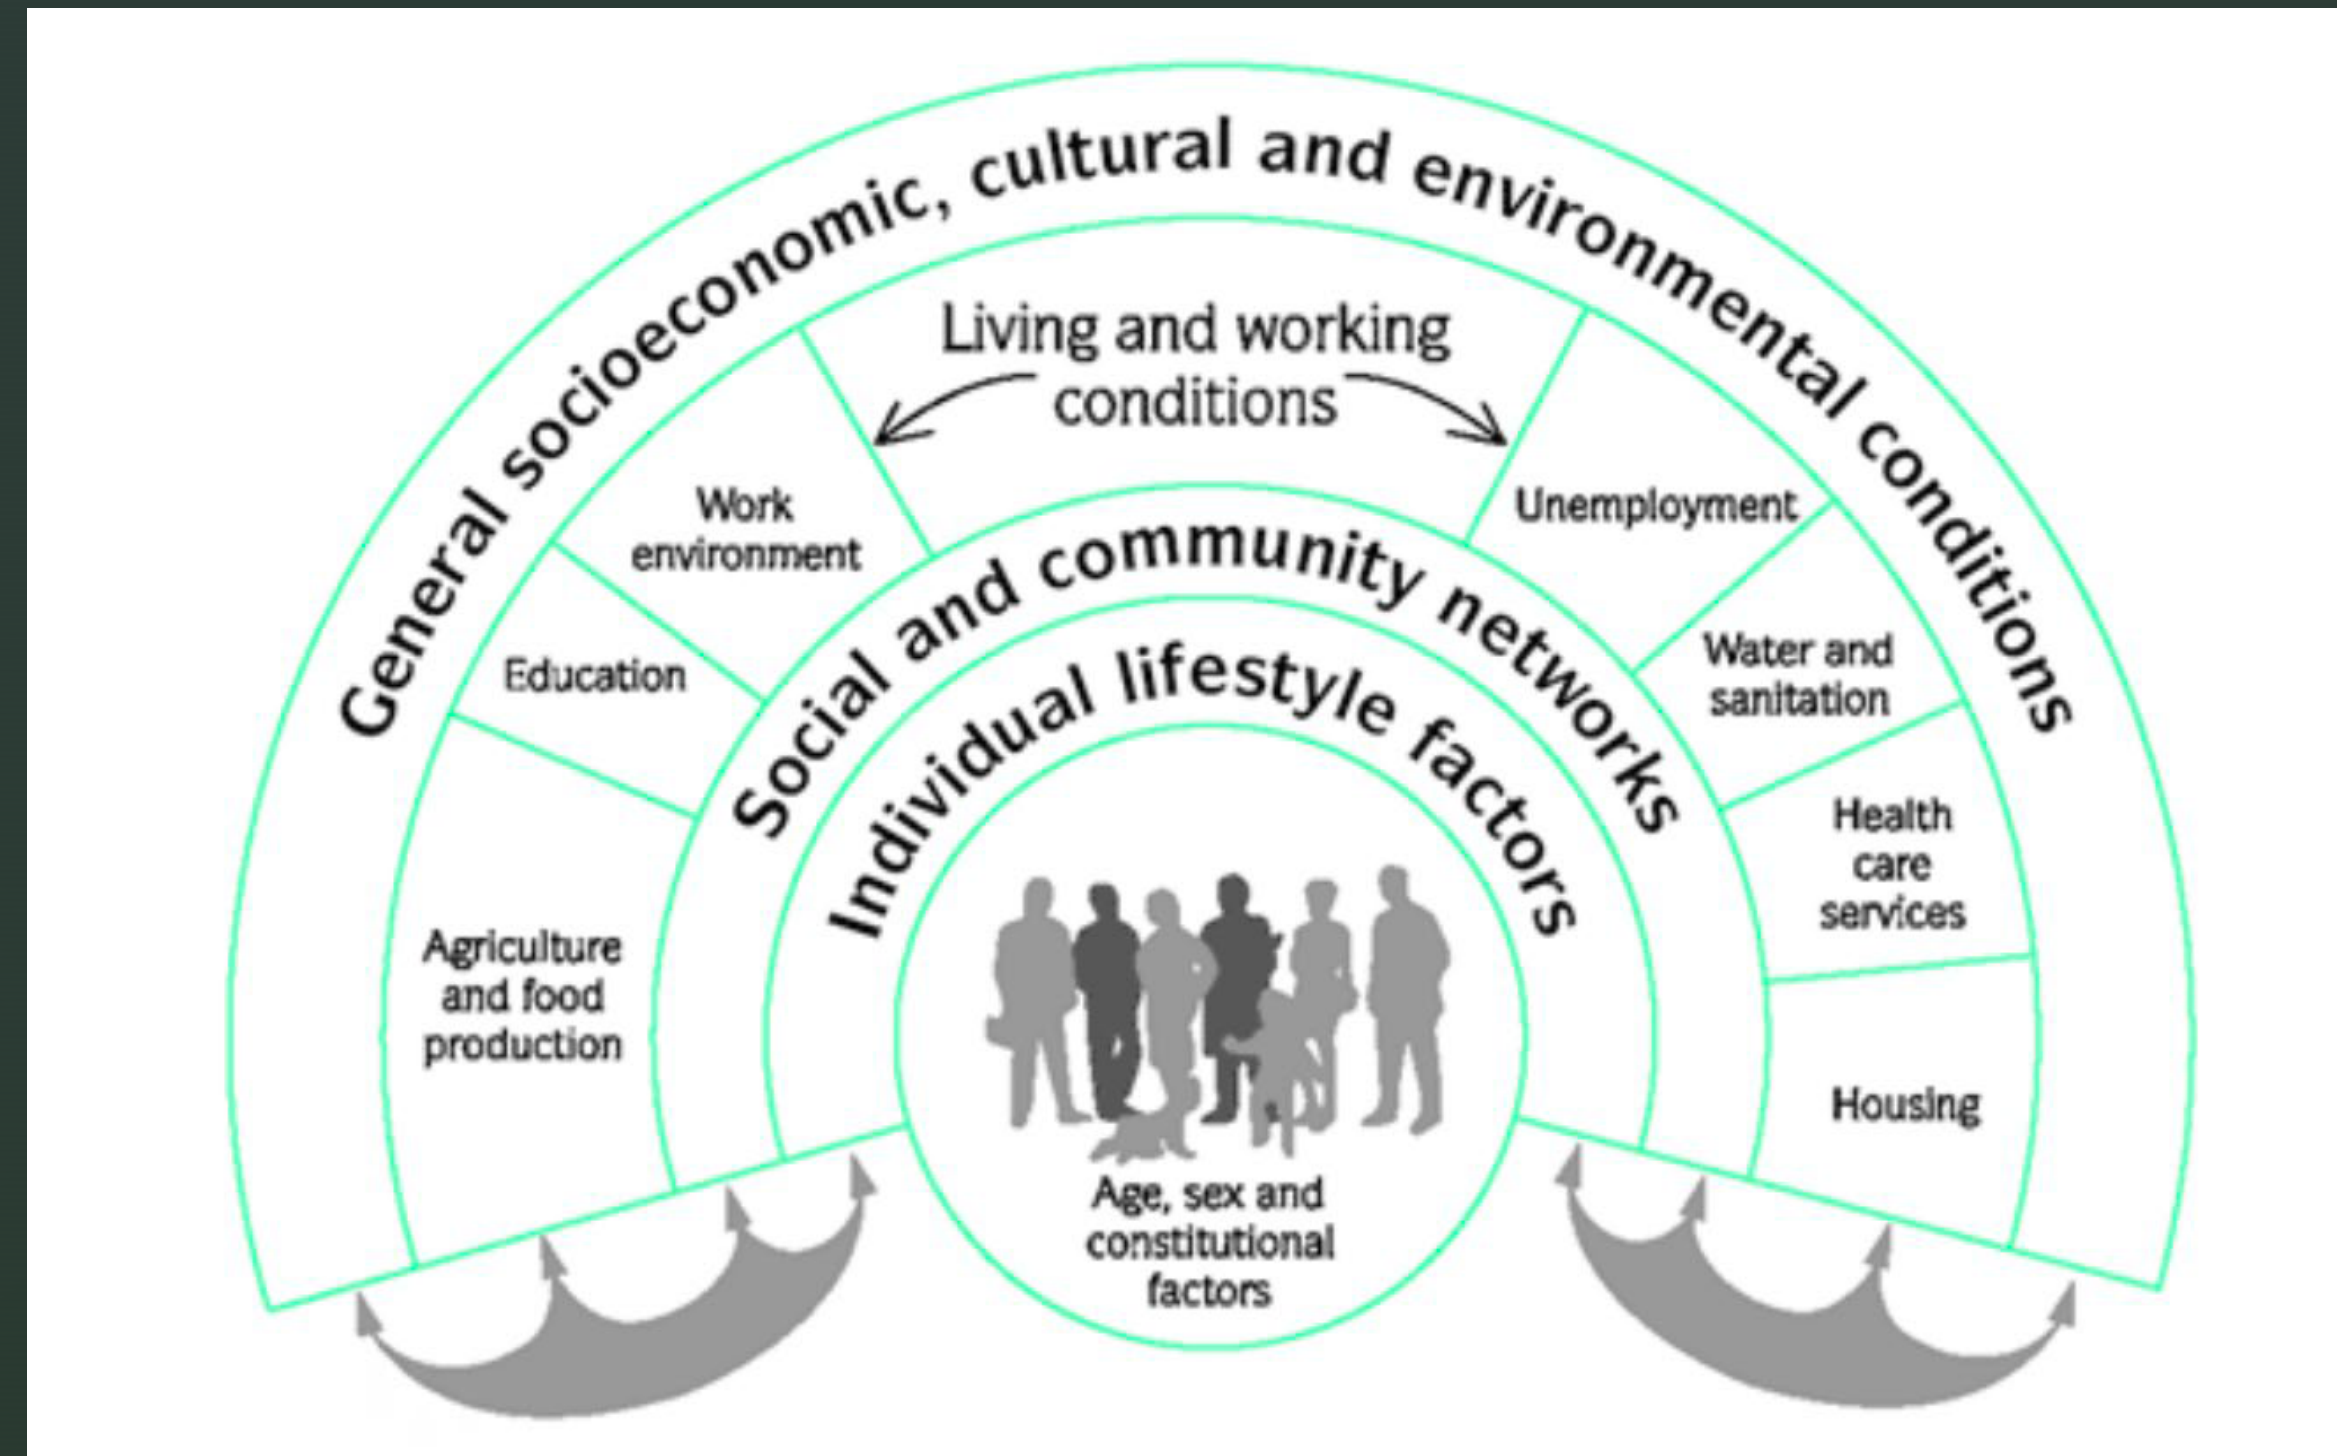 General socioeconomic, cultural and environmental conditions
Living and working
conditions
Work
environment
Unemployment
Education
Water and
sanitation
Agriculture
and food
production
Health
care
services
Housing
Social and community networks
Individual lifestyle factors
Age, sex and
constitutional
factors